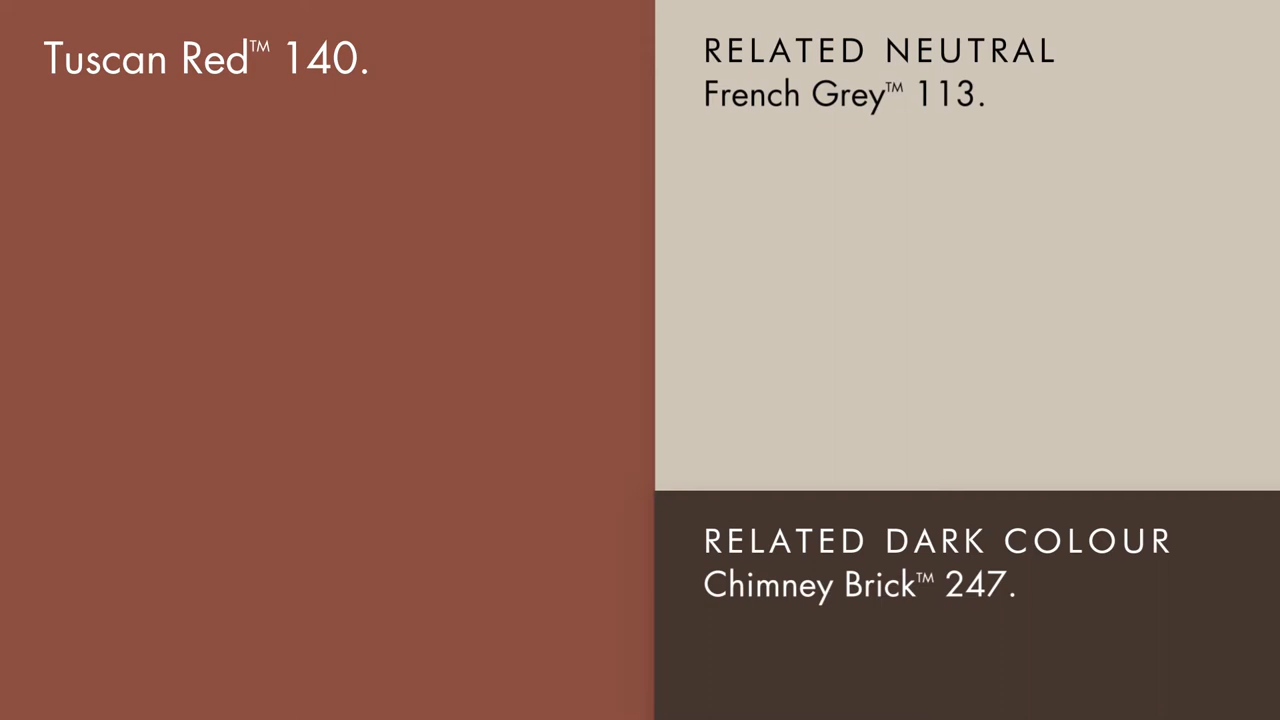 Tuscan Red™ 140.
RELATED NEUTRAL
French Grey™ 113.
RELATED DARK COLOUR
Chimney Brick™ 247.